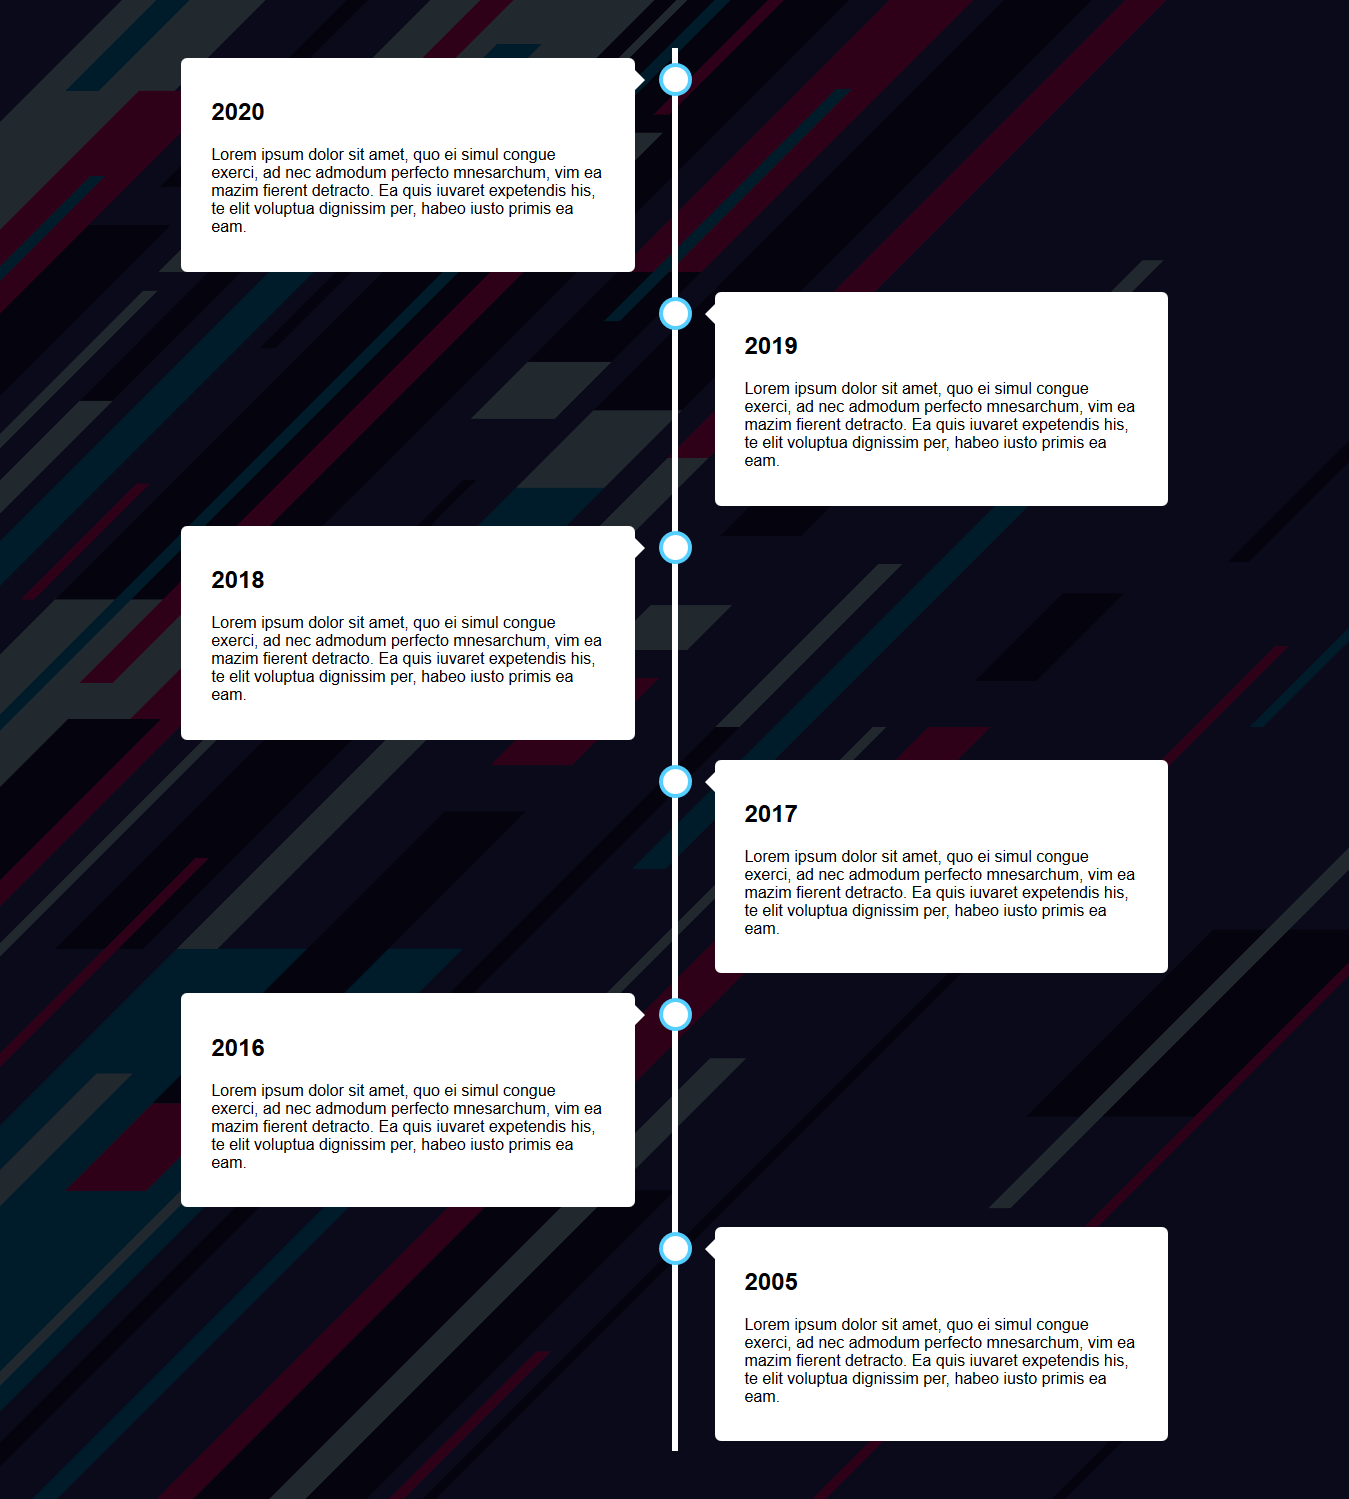 2020
Lorem ipsum dolor sit amet, quo ei simul congue
exerci, ad nec admodum perfecto mnesarchum, vim ea
mazim fierent detracto. Ea quis iuvaret expetendis his,
te elit voluptua dignissim per, habeo iusto primis ea
eam.
2019
Lorem ipsum dolor sit amet, quo ei simul congue
exerci, ad nec admodum perfecto mnesarchum, vim ea
mazim fierent detracto. Ea quis iuvaret expetendis his,
te elit voluptua dignissim per, habeo iusto primis ea
eam.
2018
Lorem ipsum dolor sit amet, quo ei simul congue
exerci, ad nec admodum perfecto mnesarchum, vim ea
mazim fierent detracto. Ea quis iuvaret expetendis his,
te elit voluptua dignissim per, habeo iusto primis ea
eam.
2017
Lorem ipsum dolor sit amet, quo ei simul congue
exerci, ad nec admodum perfecto mnesarchum, vim ea
mazim fierent detracto. Ea quis iuvaret expetendis his,
te elit voluptua dignissim per, habeo iusto primis ea
eam.
2016
Lorem ipsum dolor sit amet, quo ei simul congue
exerci, ad nec admodum perfecto mnesarchum, vim ea
mazim fierent detracto. Ea quis iuvaret expetendis his,
te elit voluptua dignissim per, habeo iusto primis ea
eam.
2005
Lorem ipsum dolor sit amet, quo ei simul congue
exerci, ad nec admodum perfecto mnesarchum, vim ea
mazim fierent detracto. Ea quis iuvaret expetendis his,
te elit voluptua dignissim per, habeo iusto primis ea
eam.